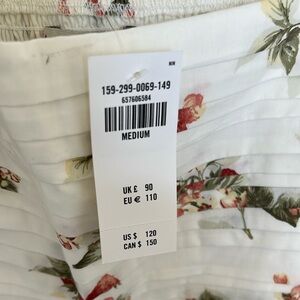 159-299-0069-149
657606584
MEDIUM
UK £ 90
EU € 110
US $ 120
CAN $ 150